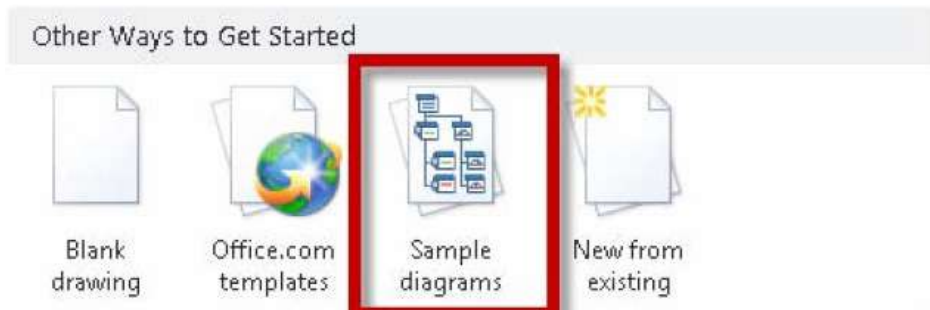 Other Ways to Get Started
Blank
drawing
Office.com
templates
Sample
diagrams
New from
existing